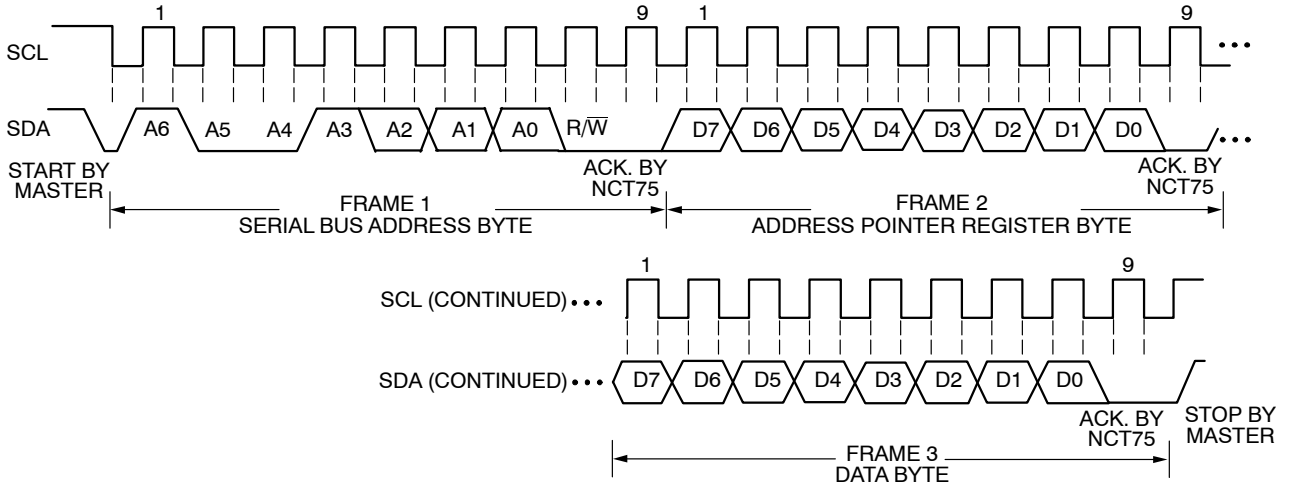 1 9 1 9
SCL
SDA A6 A5 A4 A3 A2 A1 A0 R/W̅ D7 D6 D5 D4 D3 D2 D1 D0
START BY
MASTER
ACK. BY
NCT75
ACK. BY
NCT75
FRAME 1
SERIAL BUS ADDRESS BYTE
FRAME 2
ADDRESS POINTER REGISTER BYTE
1 9
SCL (CONTINUED)
SDA (CONTINUED) D7 D6 D5 D4 D3 D2 D1 D0
ACK. BY
NCT75
STOP BY
MASTER
FRAME 3
DATA BYTE